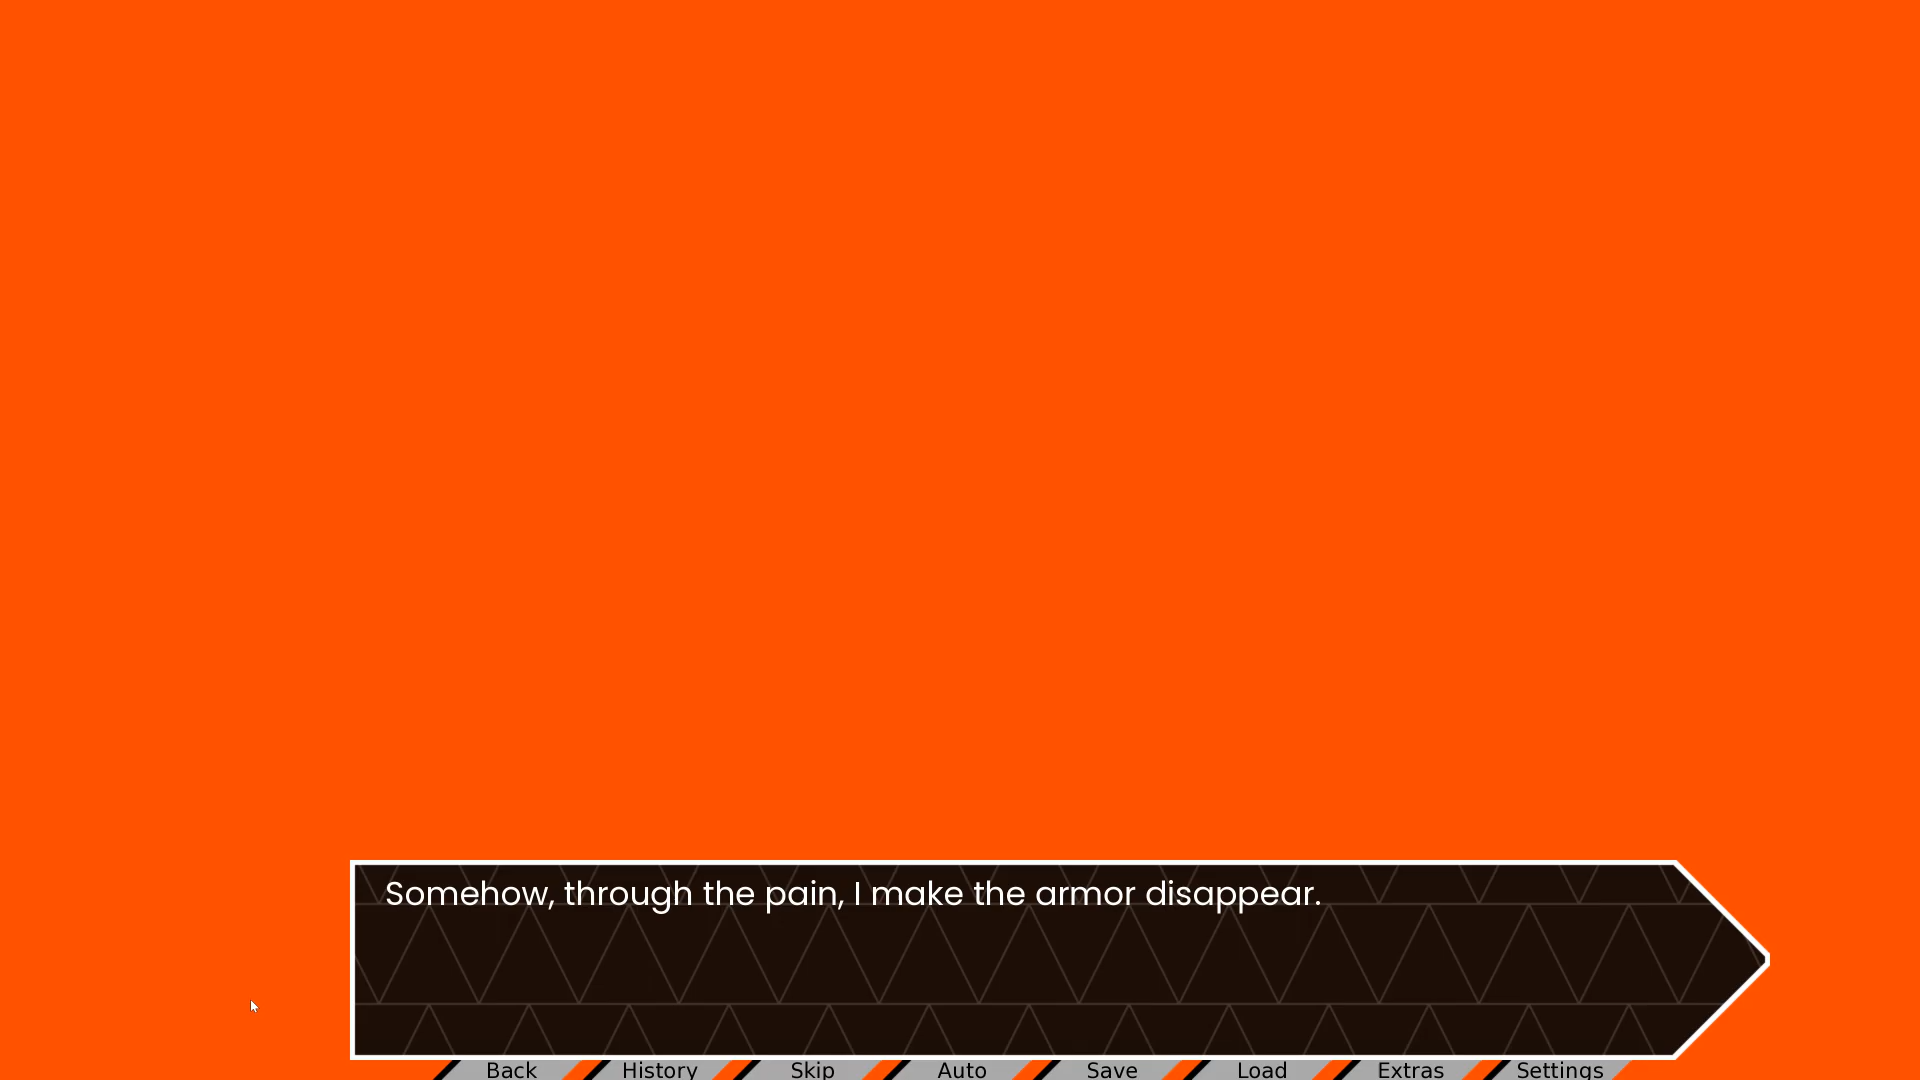 Somehow, through the pain, I make the armor disappear.
Back History Skip Auto Save Load Extras Settings